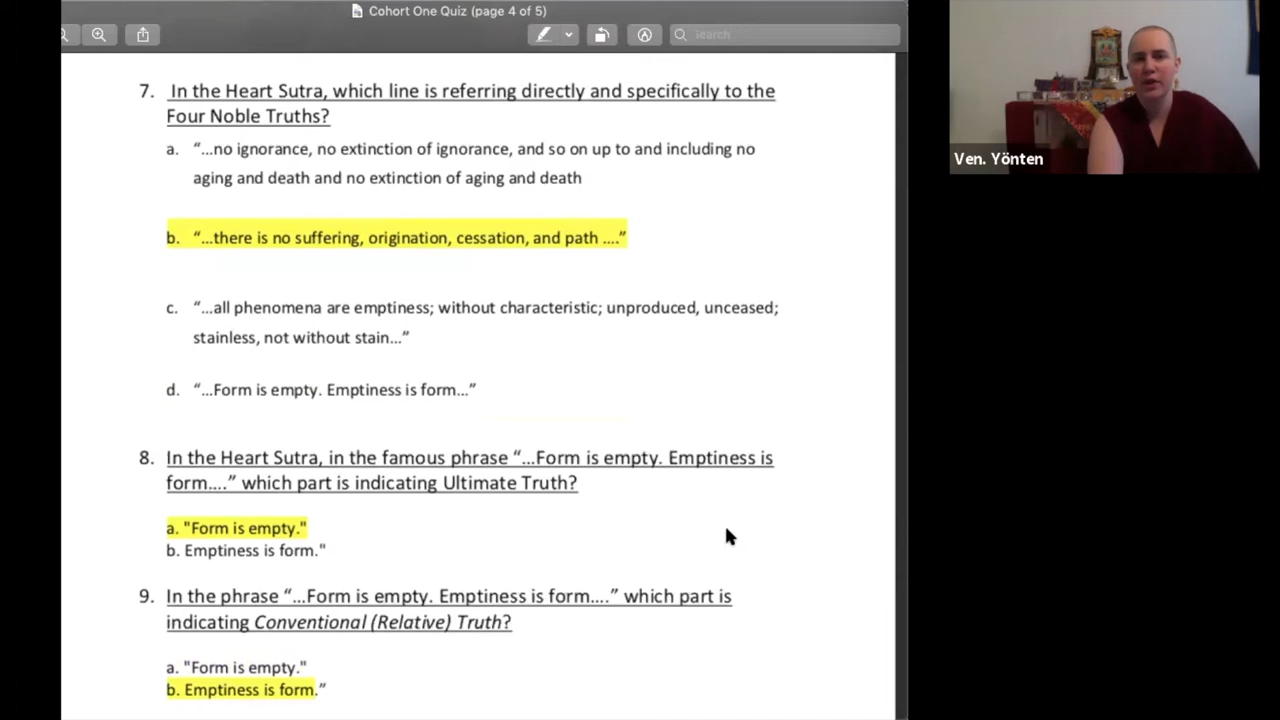 Cohort One Quiz (page 4 of 5)
Search
7. In the Heart Sutra, which line is referring directly and specifically to the
Four Noble Truths?
a. “...no ignorance, no extinction of ignorance, and so on up to and including no
aging and death and no extinction of aging and death
b. “...there is no suffering, origination, cessation, and path ....”
c. “...all phenomena are emptiness; without characteristic; unproduced, unceased;
stainless, not without stain...”
d. “...Form is empty. Emptiness is form...”
8. In the Heart Sutra, in the famous phrase “...Form is empty. Emptiness is
form....” which part is indicating Ultimate Truth?
a. "Form is empty."
b. Emptiness is form."
9. In the phrase “...Form is empty. Emptiness is form....” which part is
indicating Conventional (Relative) Truth?
a. "Form is empty."
b. Emptiness is form.”
Ven. Yönten